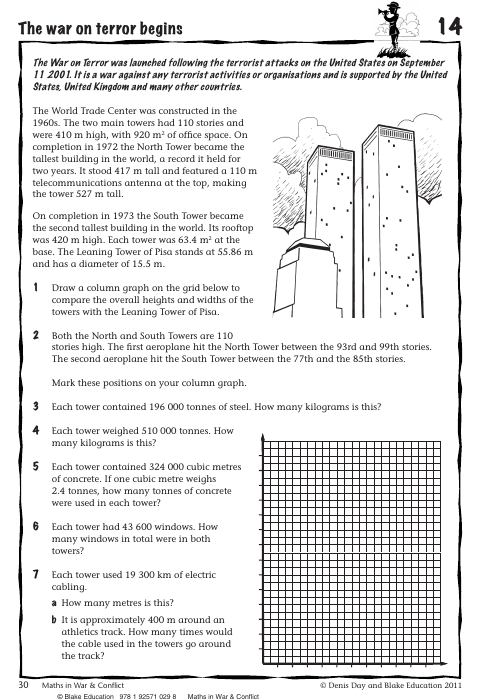 The war on terror begins
14
The War on Terror was launched following the terrorist attacks on the United States on September
11 2001. It is a war against any terrorist activities or organisations and is supported by the United
States, United Kingdom and many other countries.
The World Trade Center was constructed in the
1960s. The two main towers had 110 stories and
were 410 m high, with 920 m² of office space. On
completion in 1972 the North Tower became the
tallest building in the world, a record it held for
two years. It stood 417 m tall and featured a 110 m
telecommunications antenna at the top, making
the tower 527 m tall.
On completion in 1973 the South Tower became
the second tallest building in the world. Its rooftop
was 420 m high. Each tower was 63.4 m² at the
base. The Leaning Tower of Pisa stands at 55.86 m
and has a diameter of 15.5 m.
1 Draw a column graph on the grid below to
compare the overall heights and widths of the
towers with the Leaning Tower of Pisa.
2 Both the North and South Towers are 110
stories high. The first aeroplane hit the North Tower between the 93rd and 99th stories.
The second aeroplane hit the South Tower between the 77th and the 85th stories.
Mark these positions on your column graph.
3 Each tower contained 196 000 tonnes of steel. How many kilograms is this?
4 Each tower weighed 510 000 tonnes. How
many kilograms is this?
5 Each tower contained 324 000 cubic metres
of concrete. If one cubic metre weighs
2.4 tonnes, how many tonnes of concrete
were used in each tower?
6 Each tower had 43 600 windows. How
many windows in total were in both
towers?
7 Each tower used 19 300 km of electric
cabling.
a How many metres is this?
b It is approximately 400 m around an
athletics track. How many times would
the cable used in the towers go around
the track?
30 Maths in War & Conflict
© Denis Day and Blake Education 2011
© Blake Education 978 1 92571 029 8 Maths in War & Conflict